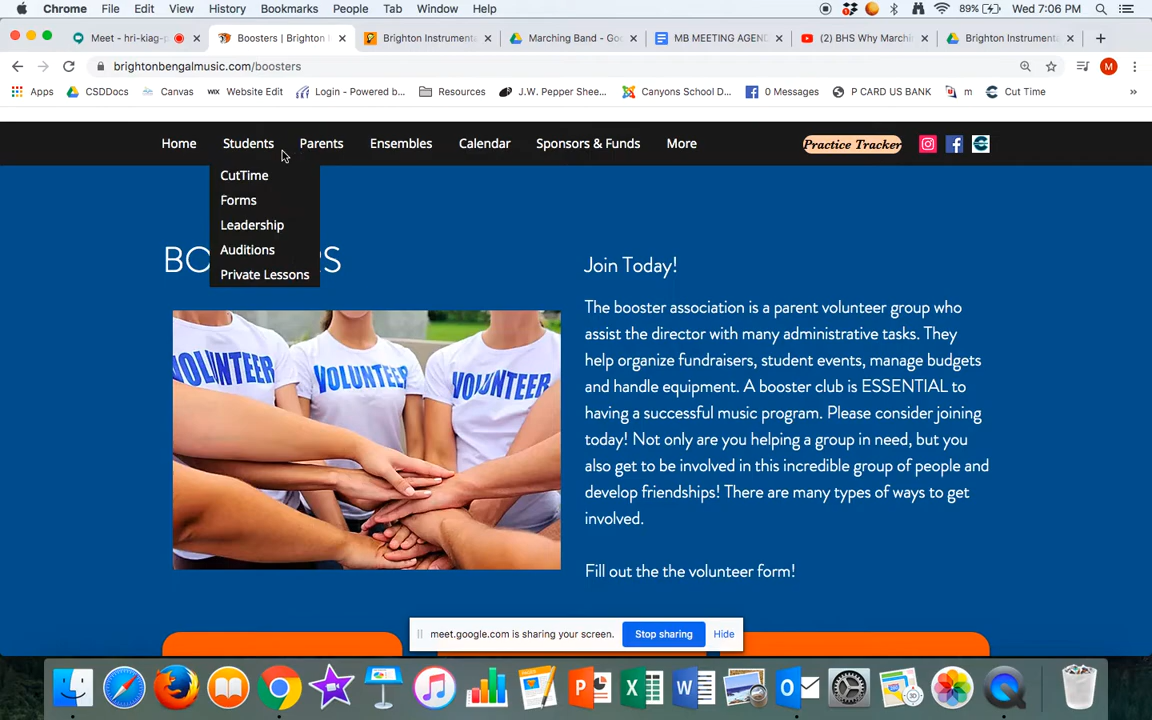 Chrome File Edit View History Bookmarks People Tab Window Help 89% Wed 7:06 PM
Meet - hri-kiag-p Boosters | Brighton Brighton Instrumenta Marching Band - Goo MB MEETING AGEND (2) BHS Why Marchi Brighton Instrumenta
brightonbengalmusic.com/boosters M
Apps CSDDocs Canvas WIX Website Edit Login - Powered b... Resources J.W. Pepper Shee... Canyons School D... 0 Messages P CARD US BANK m Cut Time »
Home Students Parents Ensembles Calendar Sponsors & Funds More Practice Tracker
CutTime
Forms
Leadership
Auditions
Private Lessons
BO RS
Join Today!
The booster association is a parent volunteer group who
assist the director with many administrative tasks. They
help organize fundraisers, student events, manage budgets
and handle equipment. A booster club is ESSENTIAL to
having a successful music program. Please consider joining
today! Not only are you helping a group in need, but you
also get to be involved in this incredible group of people and
develop friendships! There are many types of ways to get
involved.
Fill out the the volunteer form!
VOLUNTEER VOLUNTEER VOLUNTEER
meet.google.com is sharing your screen. Stop sharing Hide